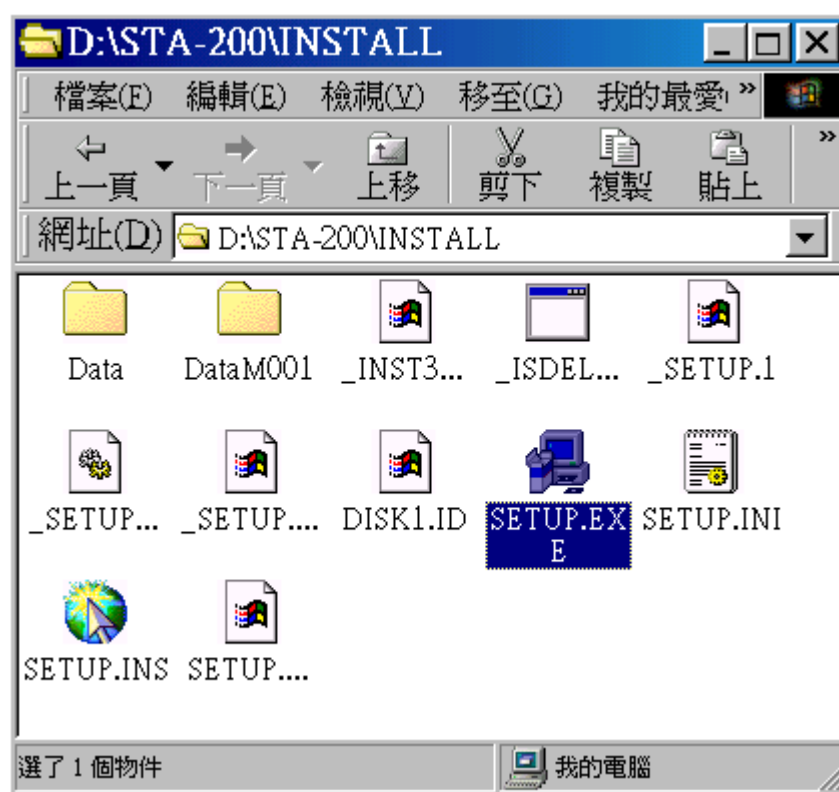 D:\STA-200\INSTALL
檔案(F) 編輯(E) 檢視(V) 移至(G) 我的最愛 »
上一頁 下一頁 上移 剪下 複製 貼上 »
網址(D) D:\STA-200\INSTALL
Data DataM001 _INST3... _ISDEL... _SETUP.1
_SETUP... _SETUP.... DISK1.ID SETUP.EX SETUP.INI
E
SETUP.INS SETUP....
選了 1 個物件 我的電腦